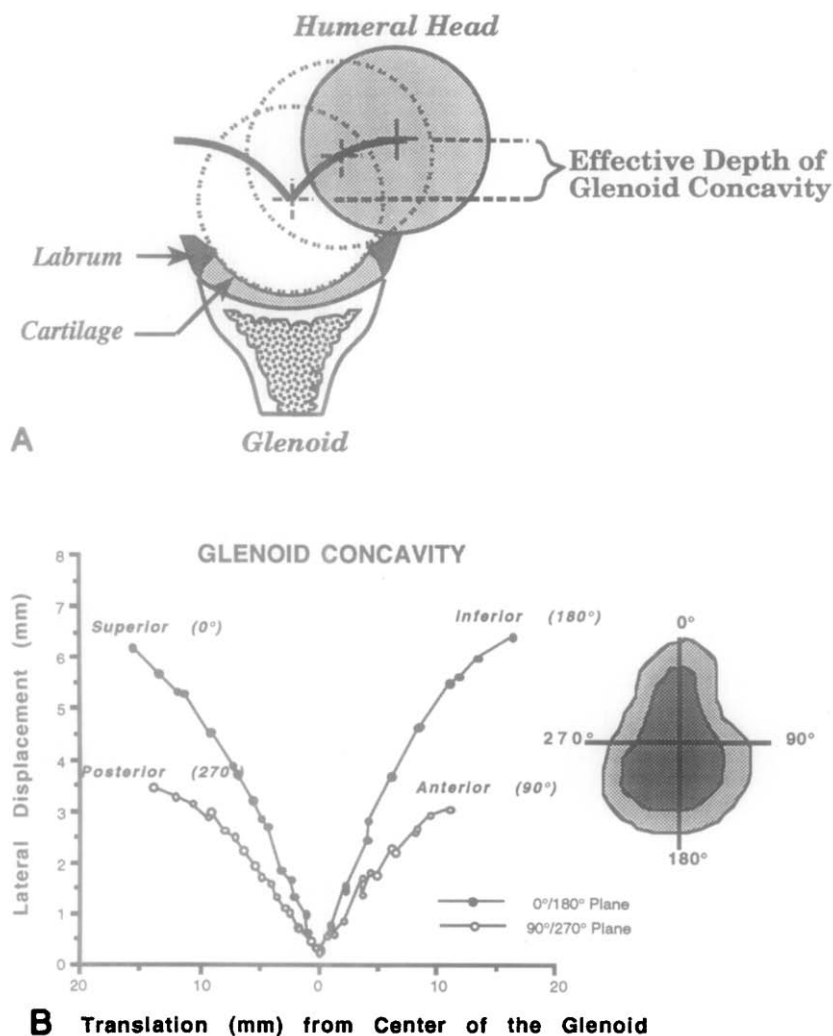 Humeral Head
Effective Depth of
Glenoid Concavity
Labrum
Cartilage
A
Glenoid
GLENOID CONCAVITY
Lateral Displacement (mm)
8
7
6
5
4
3
2
1
0
Superior (0°)
Inferior (180°)
Posterior (270°)
Anterior (90°)
0°/180° Plane
90°/270° Plane
20 10 0 10 20
0°
270° 90°
180°
B Translation (mm) from Center of the Glenoid